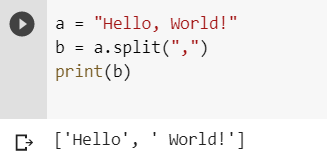 a = "Hello, World!"
b = a.split(",")
print(b)
['Hello', ' World!']